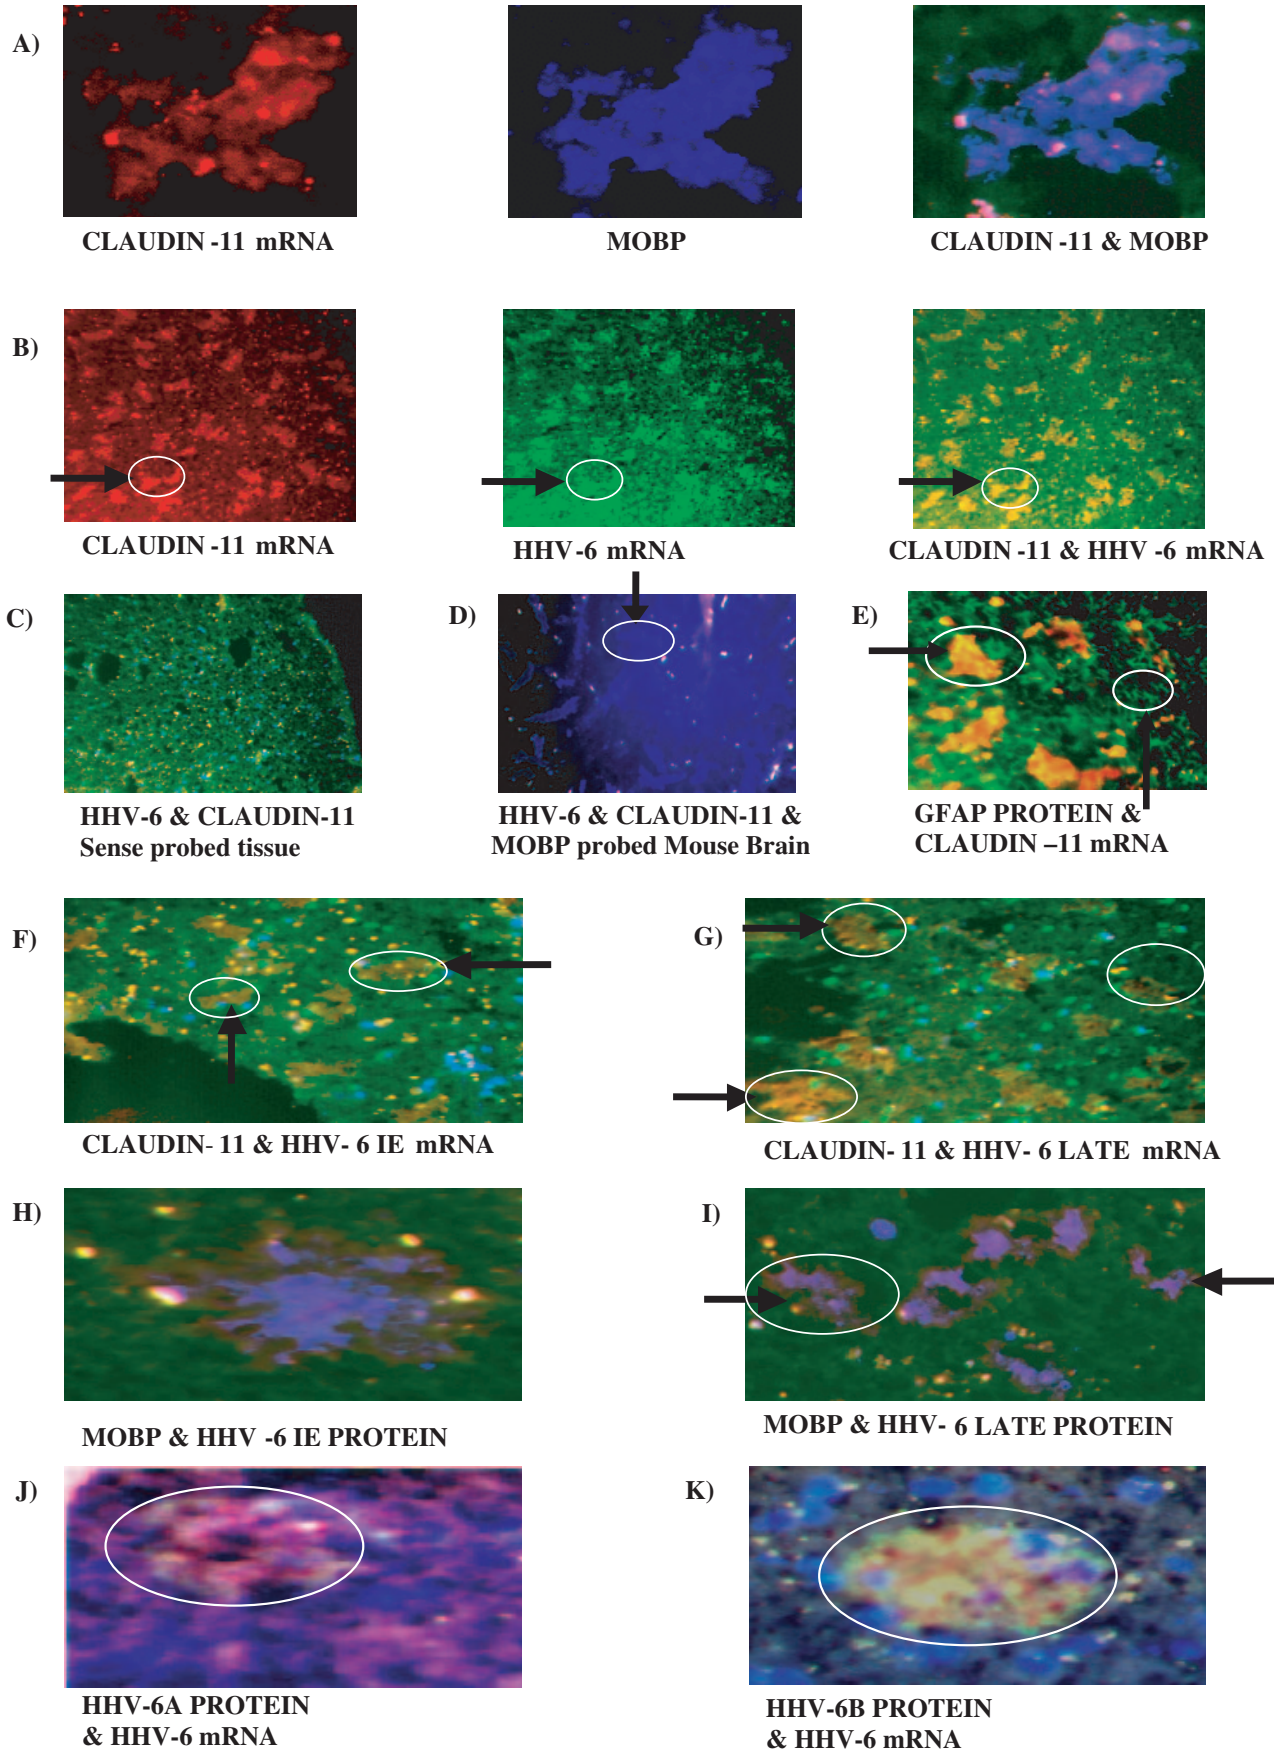 A)
CLAUDIN -11 mRNA
MOBP
CLAUDIN -11 & MOBP
B)
CLAUDIN -11 mRNA
HHV -6 mRNA
CLAUDIN -11 & HHV -6 mRNA
C)
HHV-6 & CLAUDIN-11
Sense probed tissue
D)
HHV-6 & CLAUDIN-11 &
MOBP probed Mouse Brain
E)
GFAP PROTEIN &
CLAUDIN –11 mRNA
F)
CLAUDIN- 11 & HHV- 6 IE mRNA
G)
CLAUDIN- 11 & HHV- 6 LATE mRNA
H)
MOBP & HHV -6 IE PROTEIN
I)
MOBP & HHV- 6 LATE PROTEIN
J)
HHV-6A PROTEIN
& HHV-6 mRNA
K)
HHV-6B PROTEIN
& HHV-6 mRNA